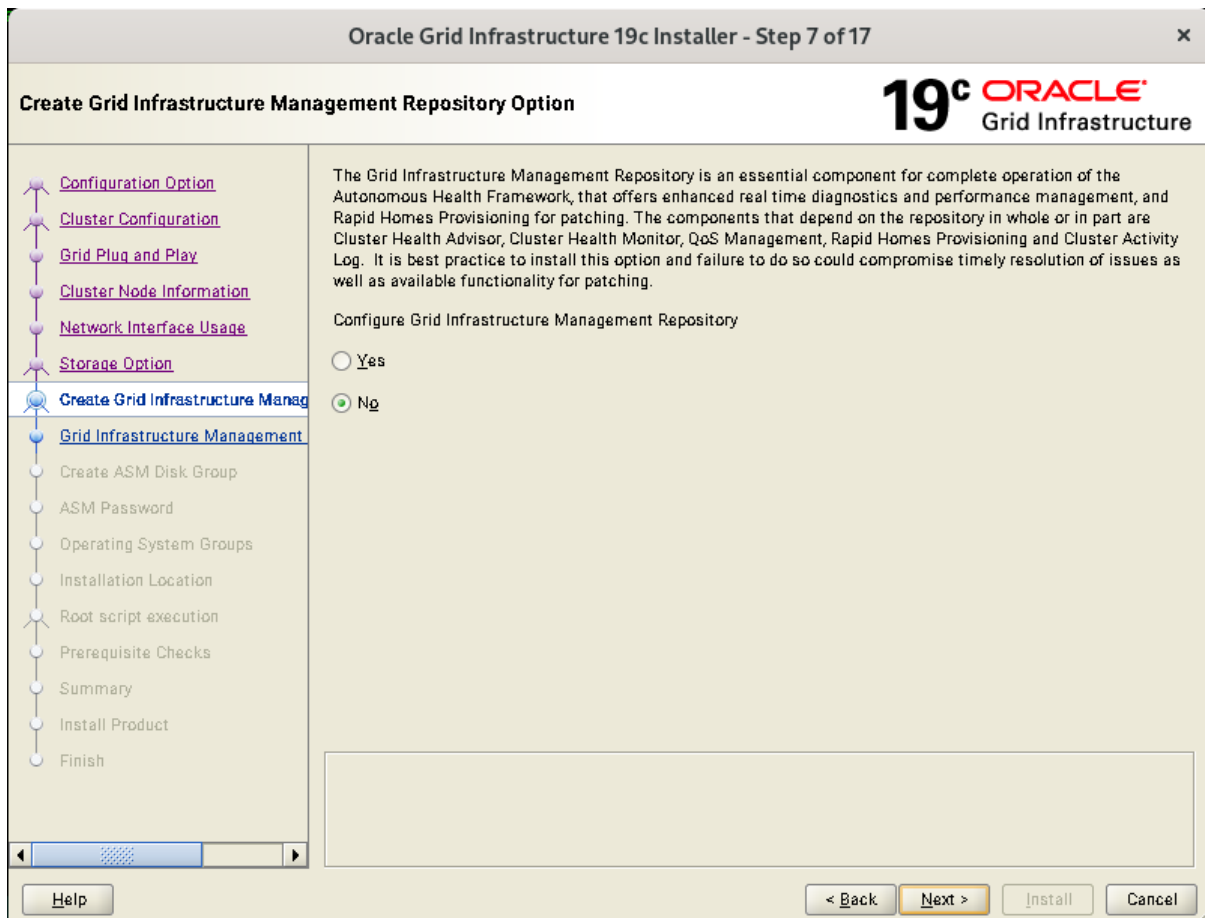 Oracle Grid Infrastructure 19c Installer - Step 7 of 17
×
Create Grid Infrastructure Management Repository Option
19c ORACLE
Grid Infrastructure
Configuration Option
Cluster Configuration
Grid Plug and Play
Cluster Node Information
Network Interface Usage
Storage Option
Create Grid Infrastructure Manag
Grid Infrastructure Management
Create ASM Disk Group
ASM Password
Operating System Groups
Installation Location
Root script execution
Prerequisite Checks
Summary
Install Product
Finish
The Grid Infrastructure Management Repository is an essential component for complete operation of the
Autonomous Health Framework, that offers enhanced real time diagnostics and performance management, and
Rapid Homes Provisioning for patching. The components that depend on the repository in whole or in part are
Cluster Health Advisor, Cluster Health Monitor, QoS Management, Rapid Homes Provisioning and Cluster Activity
Log. It is best practice to install this option and failure to do so could compromise timely resolution of issues as
well as available functionality for patching.
Configure Grid Infrastructure Management Repository
Yes
No
Help
< Back
Next >
Install
Cancel